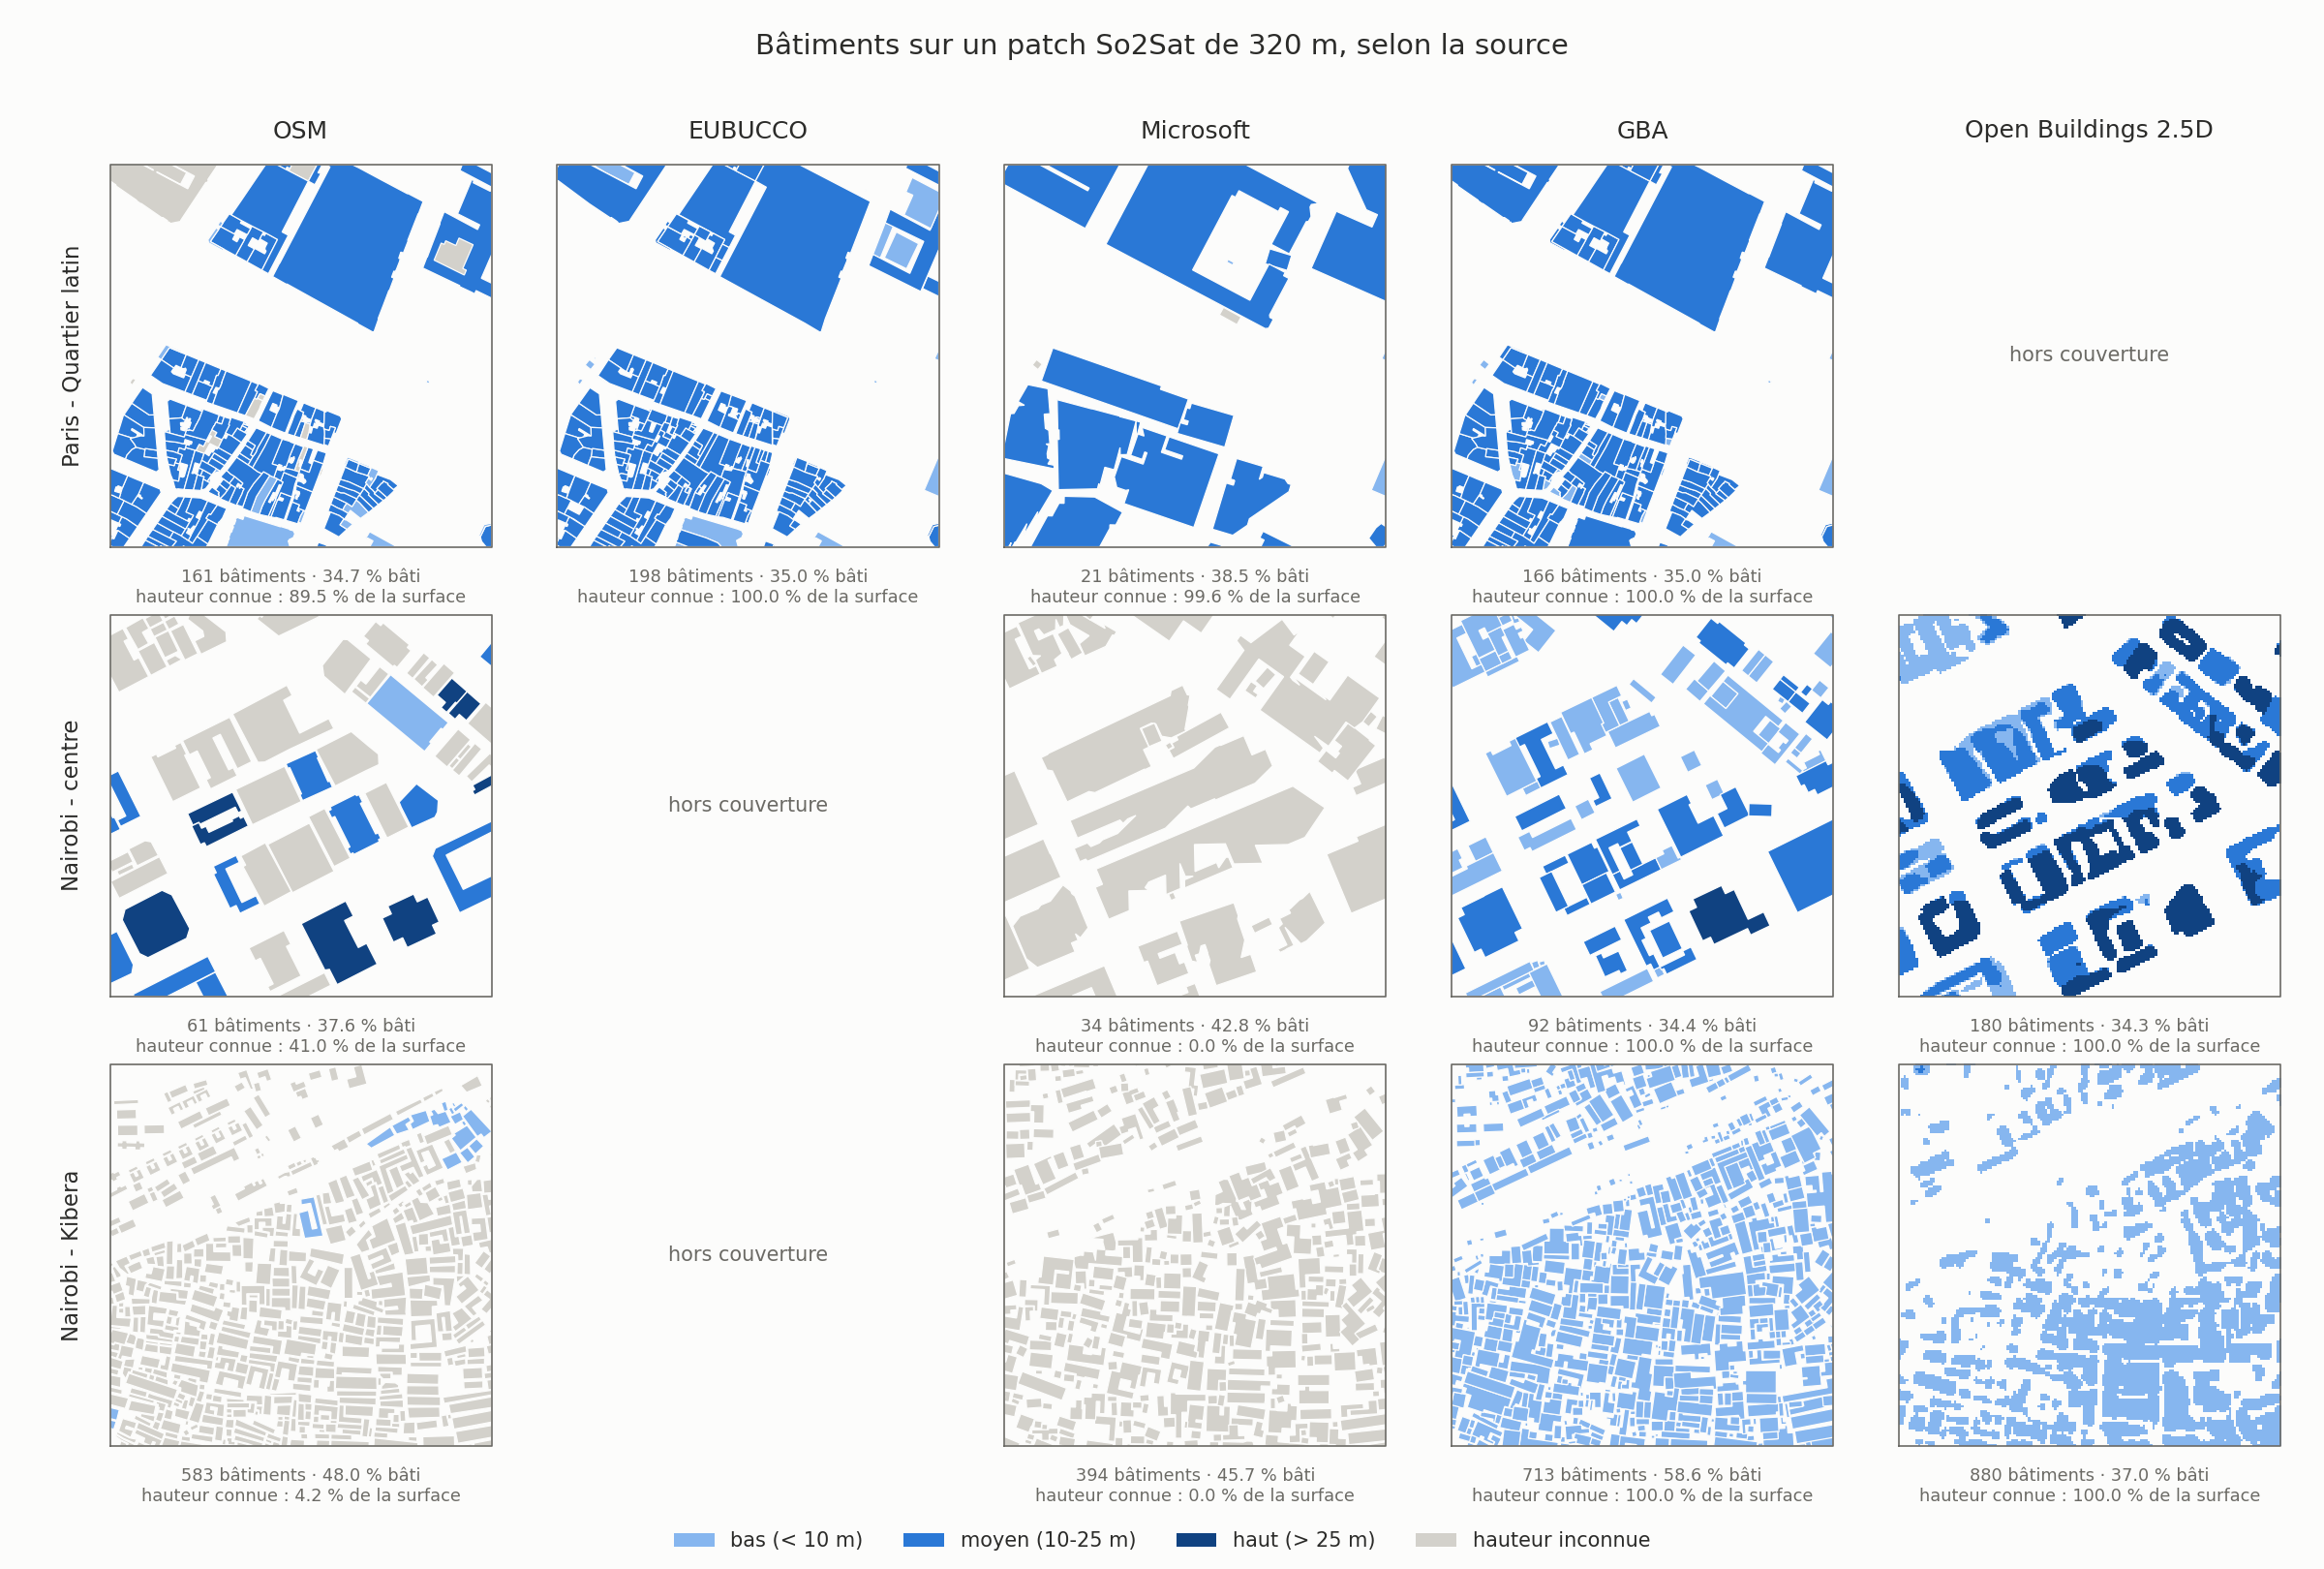 Bâtiments sur un patch So2Sat de 320 m, selon la source
OSM
EUBUCCO
Microsoft
GBA
Open Buildings 2.5D
Paris - Quartier latin
hors couverture
161 bâtiments · 34.7 % bâti
hauteur connue : 89.5 % de la surface
198 bâtiments · 35.0 % bâti
hauteur connue : 100.0 % de la surface
21 bâtiments · 38.5 % bâti
hauteur connue : 99.6 % de la surface
166 bâtiments · 35.0 % bâti
hauteur connue : 100.0 % de la surface
Nairobi - centre
hors couverture
61 bâtiments · 37.6 % bâti
hauteur connue : 41.0 % de la surface
34 bâtiments · 42.8 % bâti
hauteur connue : 0.0 % de la surface
92 bâtiments · 34.4 % bâti
hauteur connue : 100.0 % de la surface
180 bâtiments · 34.3 % bâti
hauteur connue : 100.0 % de la surface
Nairobi - Kibera
hors couverture
583 bâtiments · 48.0 % bâti
hauteur connue : 4.2 % de la surface
394 bâtiments · 45.7 % bâti
hauteur connue : 0.0 % de la surface
713 bâtiments · 58.6 % bâti
hauteur connue : 100.0 % de la surface
880 bâtiments · 37.0 % bâti
hauteur connue : 100.0 % de la surface
bas (< 10 m)
moyen (10-25 m)
haut (> 25 m)
hauteur inconnue